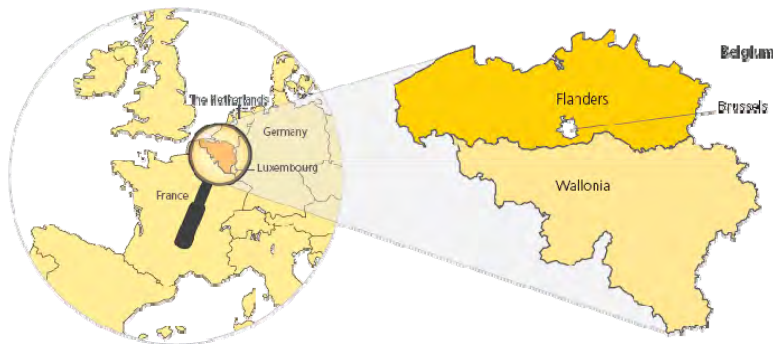 The Netherlands
Germany
Luxembourg
France
Belgium
Flanders
Brussels
Wallonia